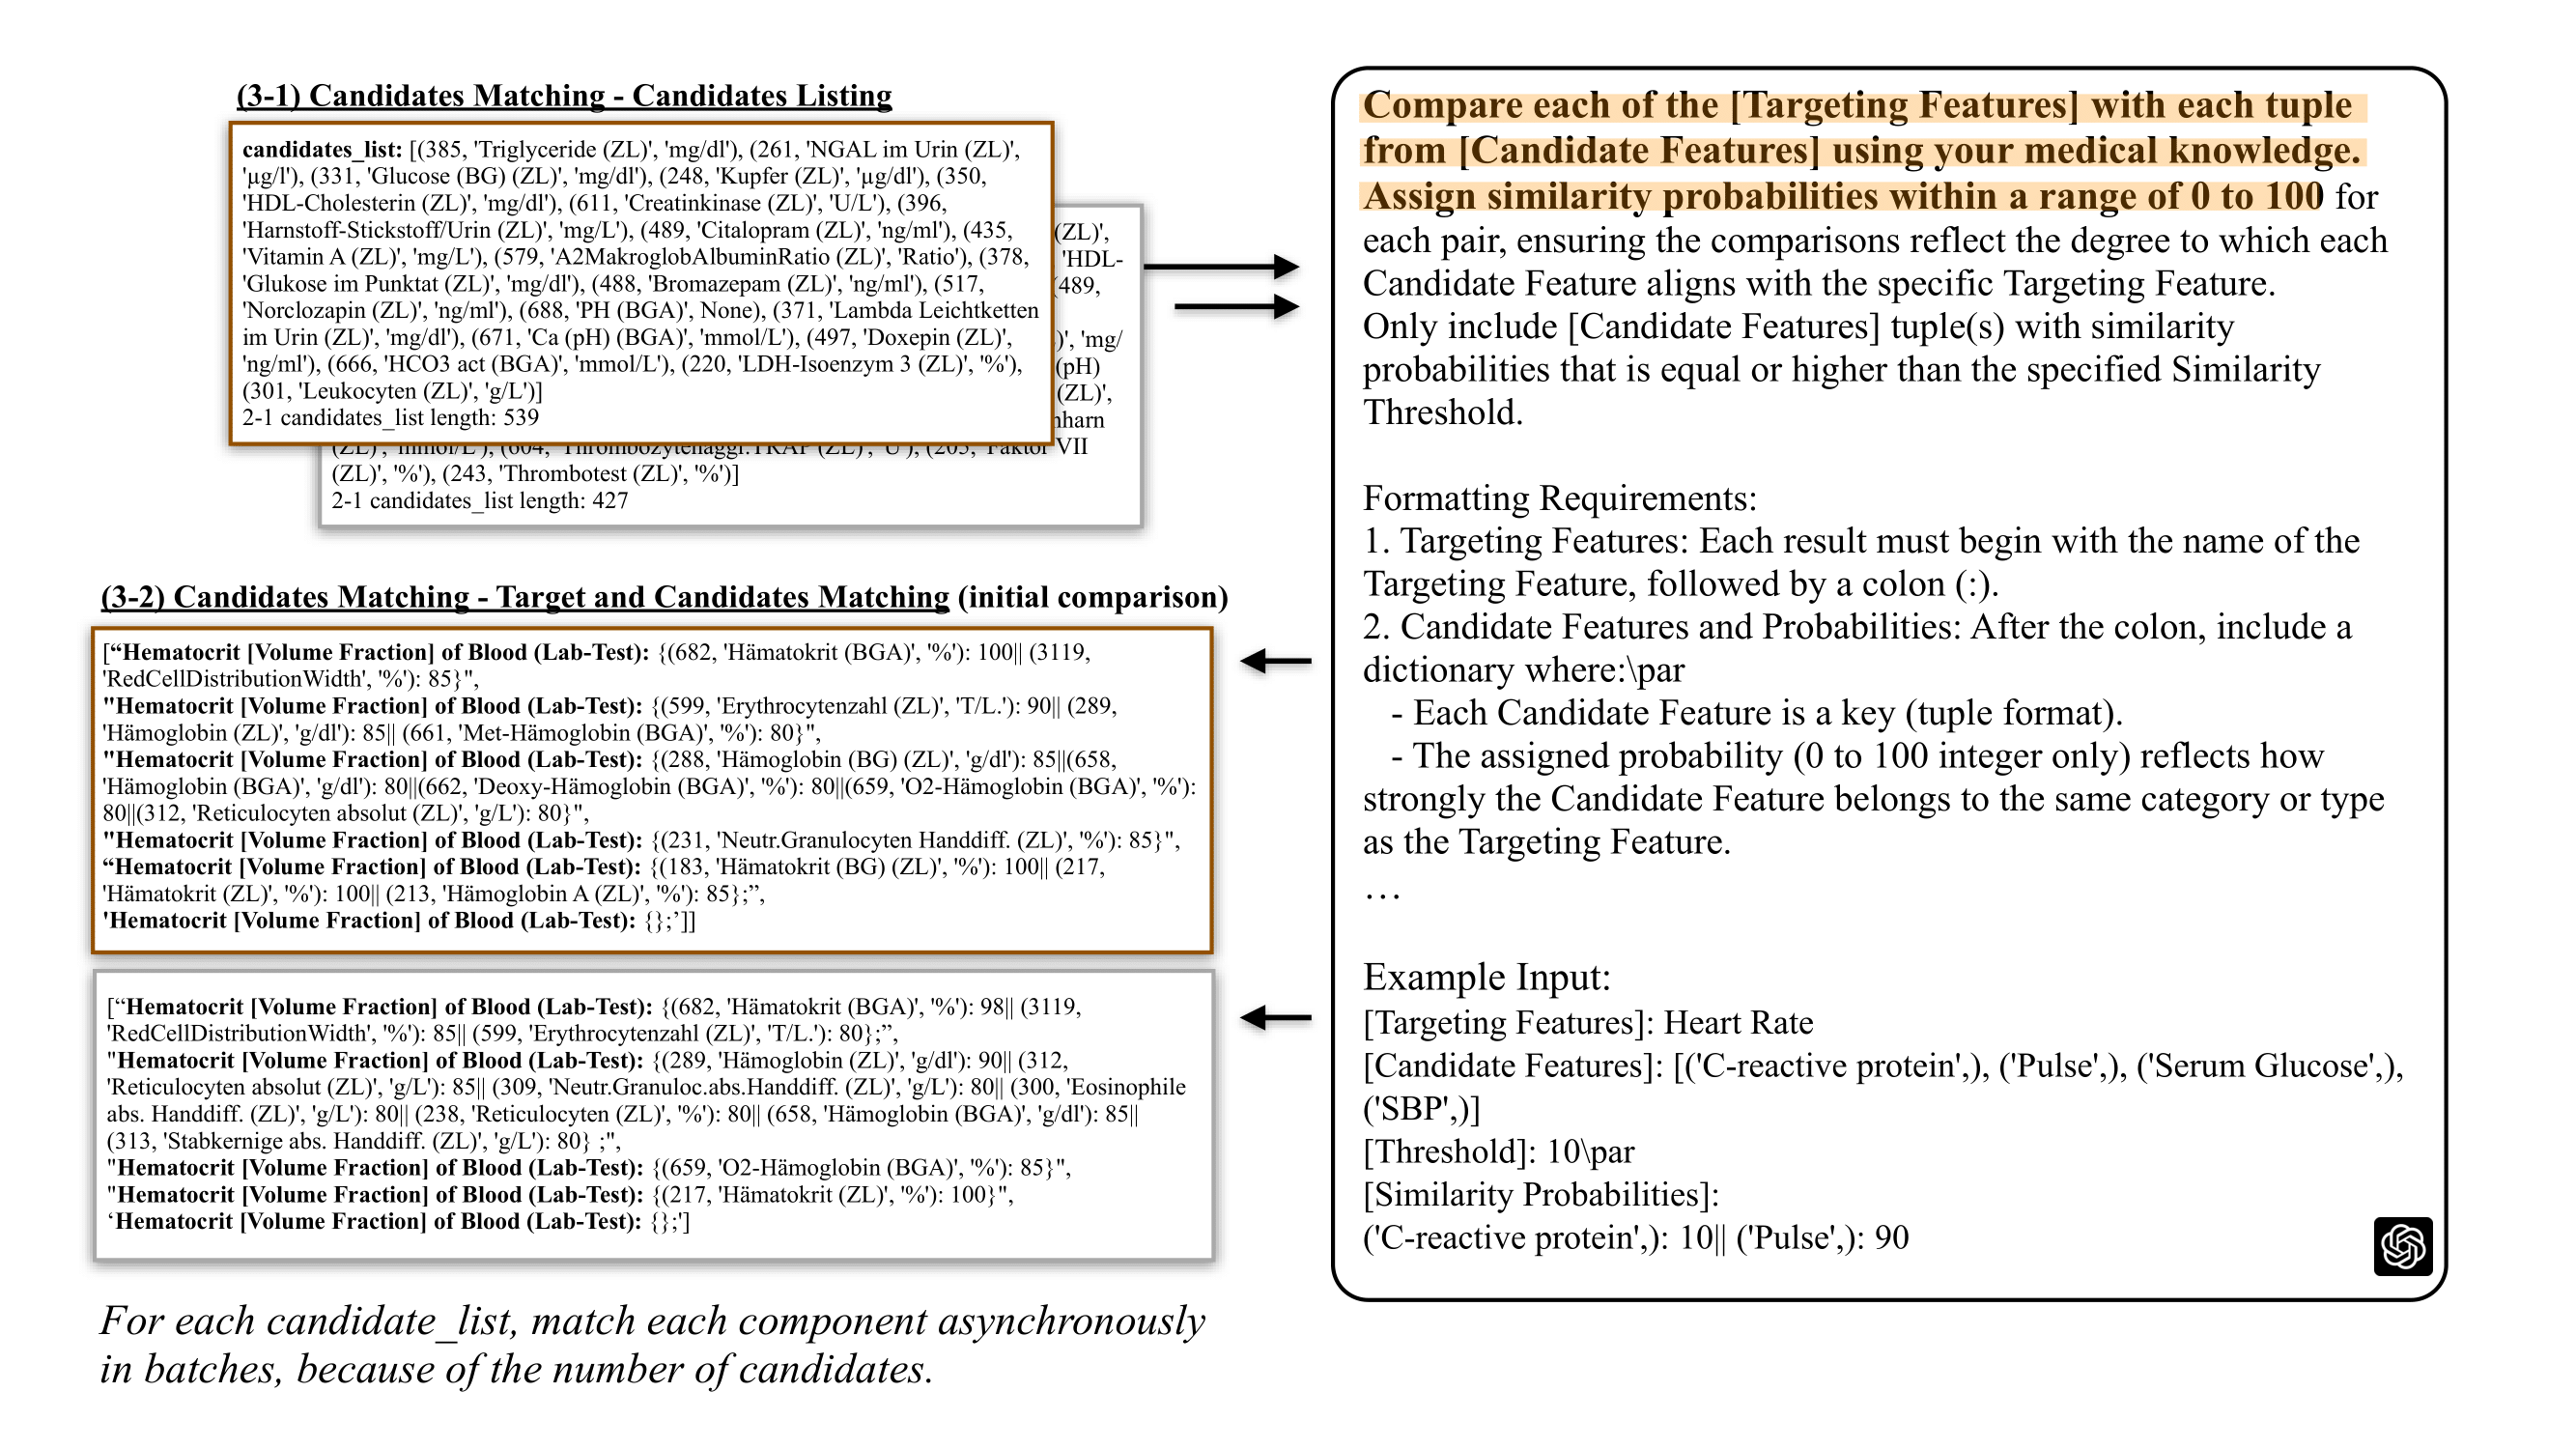 (3-1) Candidates Matching - Candidates Listing
candidates_list: [(385, 'Triglyceride (ZL)', 'mg/dl'), (261, 'NGAL im Urin (ZL)',
'µg/l'), (331, 'Glucose (BG) (ZL)', 'mg/dl'), (248, 'Kupfer (ZL)', 'µg/dl'), (350,
'HDL-Cholesterin (ZL)', 'mg/dl'), (611, 'Creatinkinase (ZL)', 'U/L'), (396,
'Harnstoff-Stickstoff/Urin (ZL)', 'mg/L'), (489, 'Citalopram (ZL)', 'ng/ml'), (435,
'Vitamin A (ZL)', 'mg/L'), (579, 'A2MakroglobAlbuminRatio (ZL)', 'Ratio'), (378,
'Glukose im Punktat (ZL)', 'mg/dl'), (488, 'Bromazepam (ZL)', 'ng/ml'), (517,
'Norclozapin (ZL)', 'ng/ml'), (688, 'PH (BGA)', None), (371, 'Lambda Leichtketten
im Urin (ZL)', 'mg/dl'), (671, 'Ca (pH) (BGA)', 'mmol/L'), (497, 'Doxepin (ZL)',
'ng/ml'), (666, 'HCO3 act (BGA)', 'mmol/L'), (220, 'LDH-Isoenzym 3 (ZL)', '%'),
(301, 'Leukocyten (ZL)', 'g/L')]
2-1 candidates_list length: 539
(ZL)',
'HDL-
(489,
)', 'mg/
(pH)
(ZL)',
harn
(ZL)', 'mmol/L'), (604, 'Thrombozytenaggr.TRAP (ZL)', 'U'), (205, 'Faktor VII
(ZL)', '%'), (243, 'Thrombotest (ZL)', '%')]
2-1 candidates_list length: 427
(3-2) Candidates Matching - Target and Candidates Matching (initial comparison)
[“Hematocrit [Volume Fraction] of Blood (Lab-Test): {(682, 'Hämatokrit (BGA)', '%'): 100|| (3119,
'RedCellDistributionWidth', '%'): 85}",
"Hematocrit [Volume Fraction] of Blood (Lab-Test): {(599, 'Erythrocytenzahl (ZL)', 'T/L.'): 90|| (289,
'Hämoglobin (ZL)', 'g/dl'): 85|| (661, 'Met-Hämoglobin (BGA)', '%'): 80}",
"Hematocrit [Volume Fraction] of Blood (Lab-Test): {(288, 'Hämoglobin (BG) (ZL)', 'g/dl'): 85||(658,
'Hämoglobin (BGA)', 'g/dl'): 80||(662, 'Deoxy-Hämoglobin (BGA)', '%'): 80||(659, 'O2-Hämoglobin (BGA)', '%'):
80||(312, 'Reticulocyten absolut (ZL)', 'g/L'): 80}",
"Hematocrit [Volume Fraction] of Blood (Lab-Test): {(231, 'Neutr.Granulocyten Handdiff. (ZL)', '%'): 85}",
“Hematocrit [Volume Fraction] of Blood (Lab-Test): {(183, 'Hämatokrit (BG) (ZL)', '%'): 100|| (217,
'Hämatokrit (ZL)', '%'): 100|| (213, 'Hämoglobin A (ZL)', '%'): 85};”,
'Hematocrit [Volume Fraction] of Blood (Lab-Test): {};’]]
[“Hematocrit [Volume Fraction] of Blood (Lab-Test): {(682, 'Hämatokrit (BGA)', '%'): 98|| (3119,
'RedCellDistributionWidth', '%'): 85|| (599, 'Erythrocytenzahl (ZL)', 'T/L.'): 80};”,
"Hematocrit [Volume Fraction] of Blood (Lab-Test): {(289, 'Hämoglobin (ZL)', 'g/dl'): 90|| (312,
'Reticulocyten absolut (ZL)', 'g/L'): 85|| (309, 'Neutr.Granuloc.abs.Handdiff. (ZL)', 'g/L'): 80|| (300, 'Eosinophile
abs. Handdiff. (ZL)', 'g/L'): 80|| (238, 'Reticulocyten (ZL)', '%'): 80|| (658, 'Hämoglobin (BGA)', 'g/dl'): 85||
(313, 'Stabkernige abs. Handdiff. (ZL)', 'g/L'): 80} ;",
"Hematocrit [Volume Fraction] of Blood (Lab-Test): {(659, 'O2-Hämoglobin (BGA)', '%'): 85}",
"Hematocrit [Volume Fraction] of Blood (Lab-Test): {(217, 'Hämatokrit (ZL)', '%'): 100}",
‘Hematocrit [Volume Fraction] of Blood (Lab-Test): {};']
For each candidate_list, match each component asynchronously
in batches, because of the number of candidates.
Compare each of the [Targeting Features] with each tuple
from [Candidate Features] using your medical knowledge.
Assign similarity probabilities within a range of 0 to 100 for
each pair, ensuring the comparisons reflect the degree to which each
Candidate Feature aligns with the specific Targeting Feature.
Only include [Candidate Features] tuple(s) with similarity
probabilities that is equal or higher than the specified Similarity
Threshold.
Formatting Requirements:
1. Targeting Features: Each result must begin with the name of the
Targeting Feature, followed by a colon (:).
2. Candidate Features and Probabilities: After the colon, include a
dictionary where:\par
- Each Candidate Feature is a key (tuple format).
- The assigned probability (0 to 100 integer only) reflects how
strongly the Candidate Feature belongs to the same category or type
as the Targeting Feature.
…
Example Input:
[Targeting Features]: Heart Rate
[Candidate Features]: [('C-reactive protein',), ('Pulse',), ('Serum Glucose',),
('SBP',)]
[Threshold]: 10\par
[Similarity Probabilities]:
('C-reactive protein',): 10|| ('Pulse',): 90